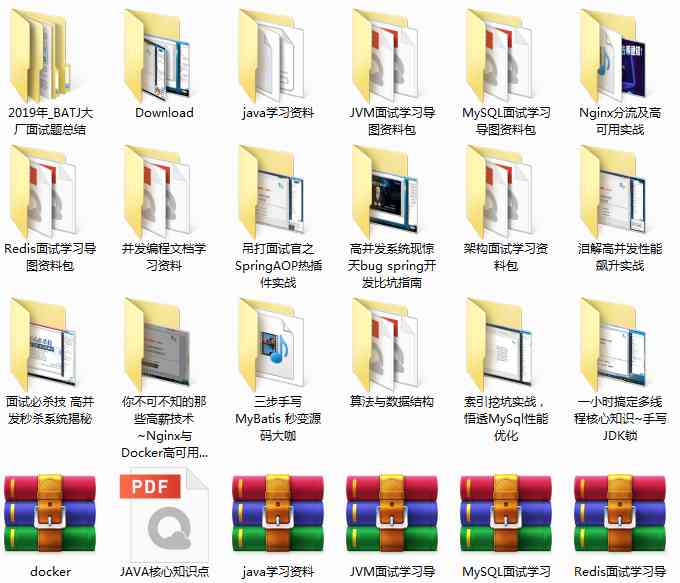 2019年_BATJ大
厂面试题总结
Download
java学习资料
JVM面试学习导
图资料包
MySQL面试学习
导图资料包
Nginx分流及高
可用实战
Redis面试学习导
图资料包
并发编程文档学
习资料
吊打面试官之
SpringAOP热插
件实战
高并发系统现惊
天bug spring开
发比坑指南
架构面试学习资
料包
泪解高并发性能
飙升实战
面试必杀技 高并
发秒杀系统揭秘
你不可不知的那
些高薪技术
~Nginx与
Docker高可用...
三步手写
MyBatis 秒变源
码大咖
算法与数据结构
索引挖坑实战，
悟透MySql性能
优化
一小时搞定多线
程核心知识~手写
JDK锁
docker
PDF
JAVA核心知识点
java学习资料
JVM面试学习导
MySQL面试学习
Redis面试学习导